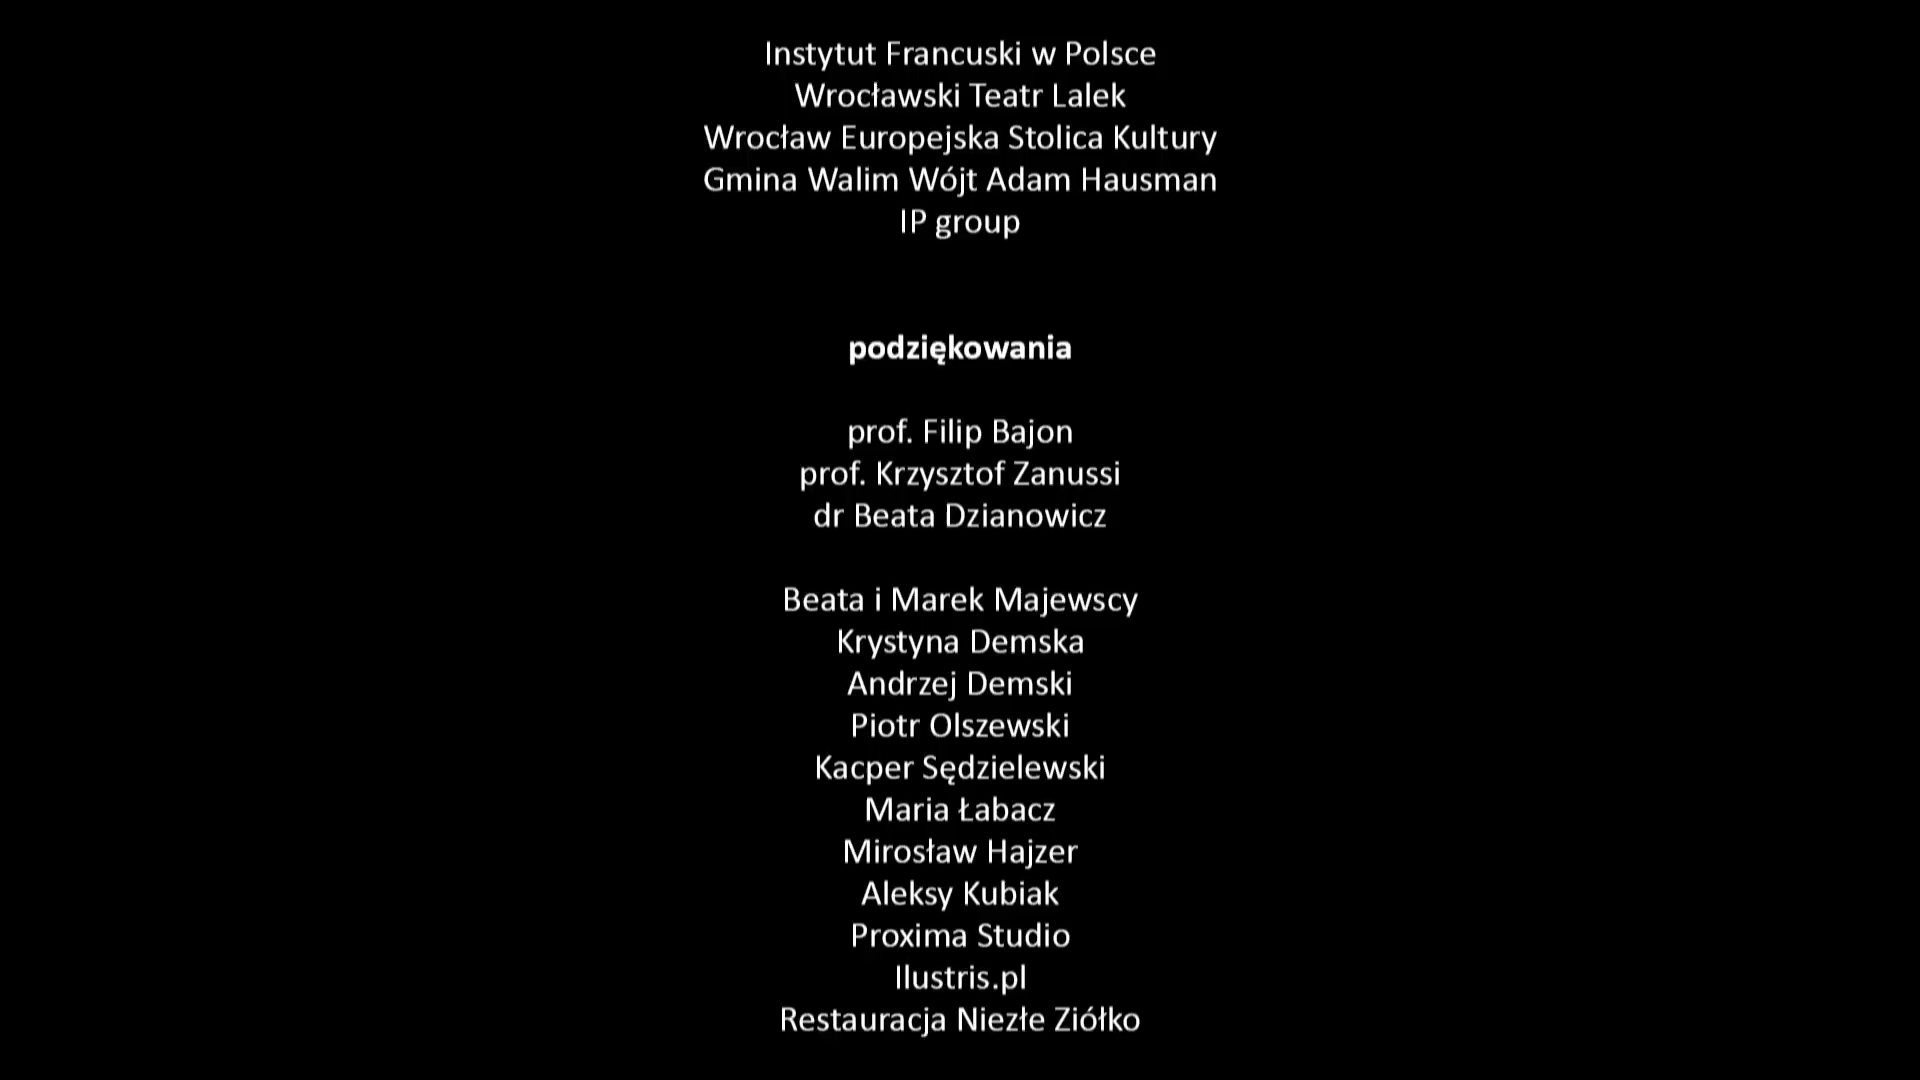 Instytut Francuski w Polsce
Wrocławski Teatr Lalek
Wrocław Europejska Stolica Kultury
Gmina Walim Wójt Adam Hausman
IP group
podziękowania
prof. Filip Bajon
prof. Krzysztof Zanussi
dr Beata Dzianowicz
Beata i Marek Majewscy
Krystyna Demska
Andrzej Demski
Piotr Olszewski
Kacper Sędzielewski
Maria Łabacz
Mirosław Hajzer
Aleksy Kubiak
Proxima Studio
Ilustris.pl
Restauracja Niezłe Ziółko